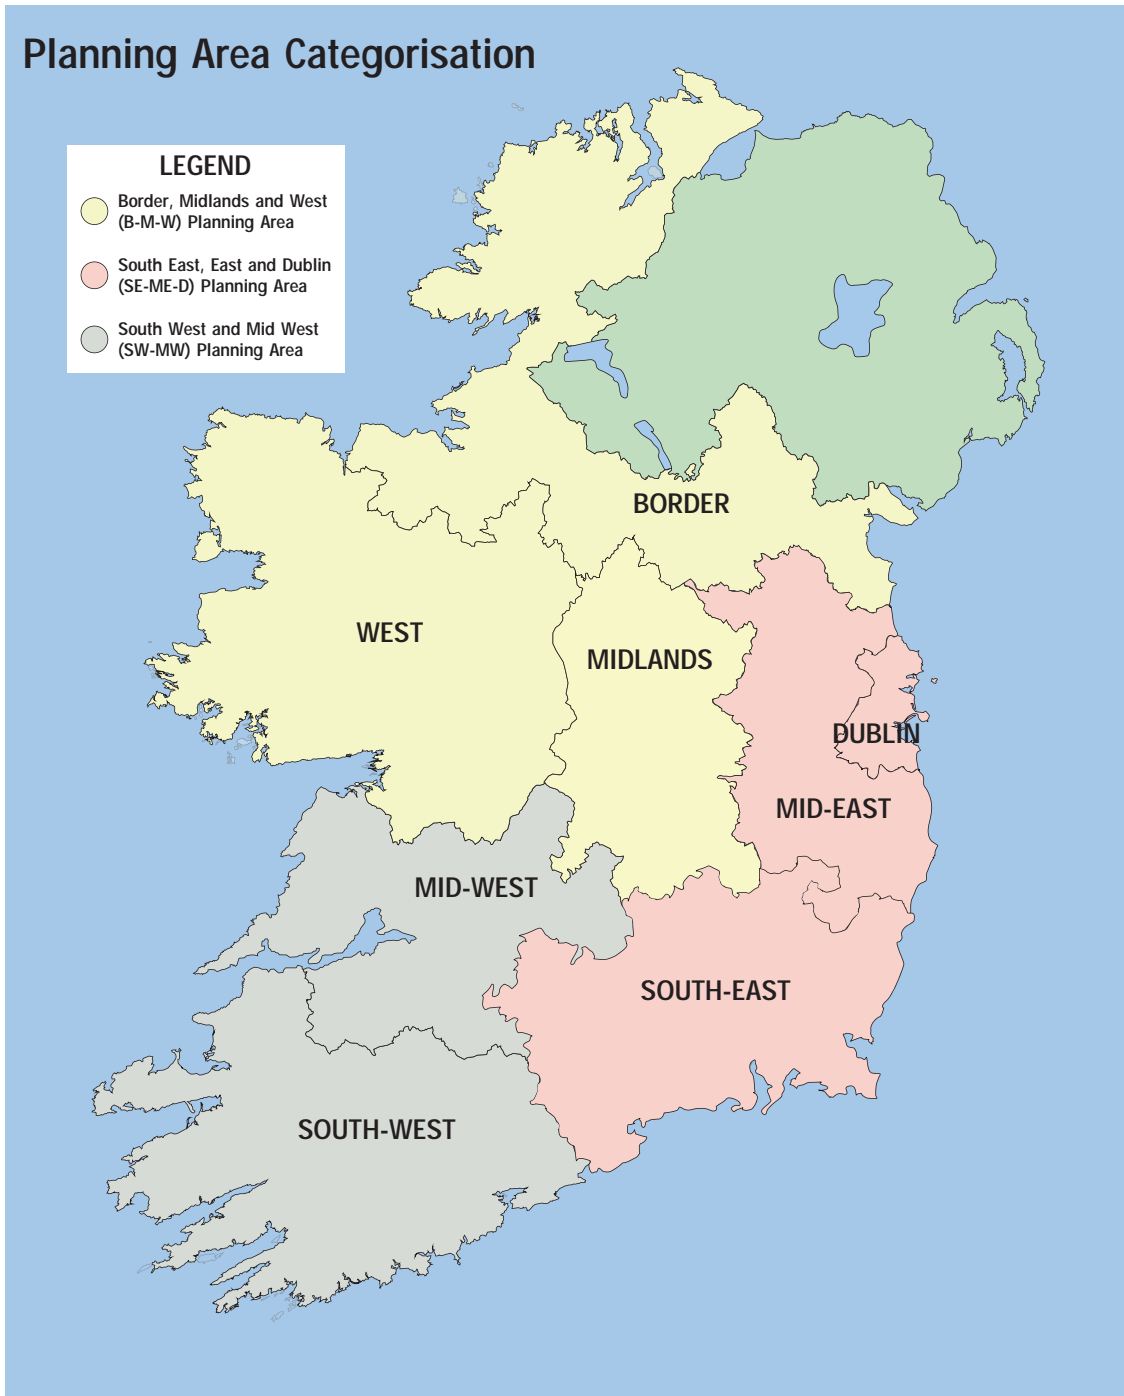 Planning Area Categorisation
LEGEND
Border, Midlands and West
(B-M-W) Planning Area
South East, East and Dublin
(SE-ME-D) Planning Area
South West and Mid West
(SW-MW) Planning Area
BORDER
WEST
MIDLANDS
DUBLIN
MID-EAST
MID-WEST
SOUTH-EAST
SOUTH-WEST